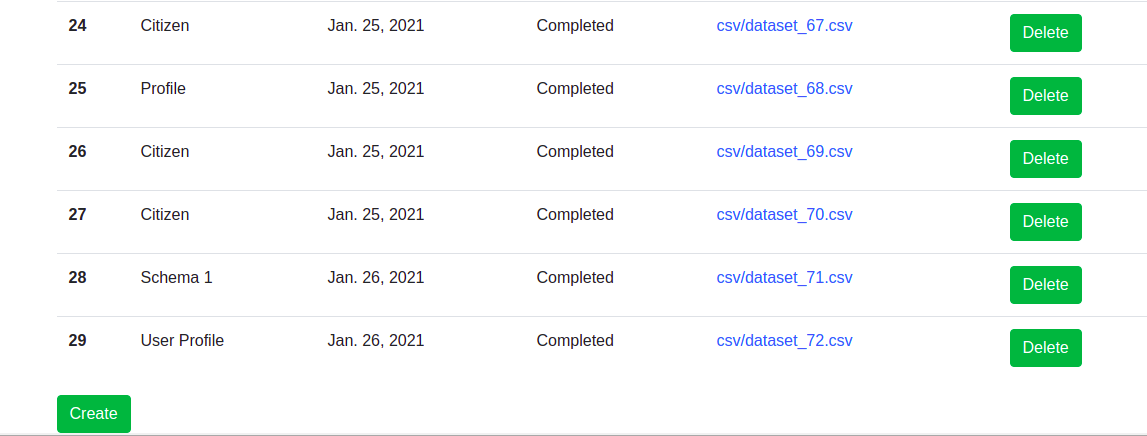 24 Citizen Jan. 25, 2021 Completed csv/dataset_67.csv Delete
25 Profile Jan. 25, 2021 Completed csv/dataset_68.csv Delete
26 Citizen Jan. 25, 2021 Completed csv/dataset_69.csv Delete
27 Citizen Jan. 25, 2021 Completed csv/dataset_70.csv Delete
28 Schema 1 Jan. 26, 2021 Completed csv/dataset_71.csv Delete
29 User Profile Jan. 26, 2021 Completed csv/dataset_72.csv Delete
Create